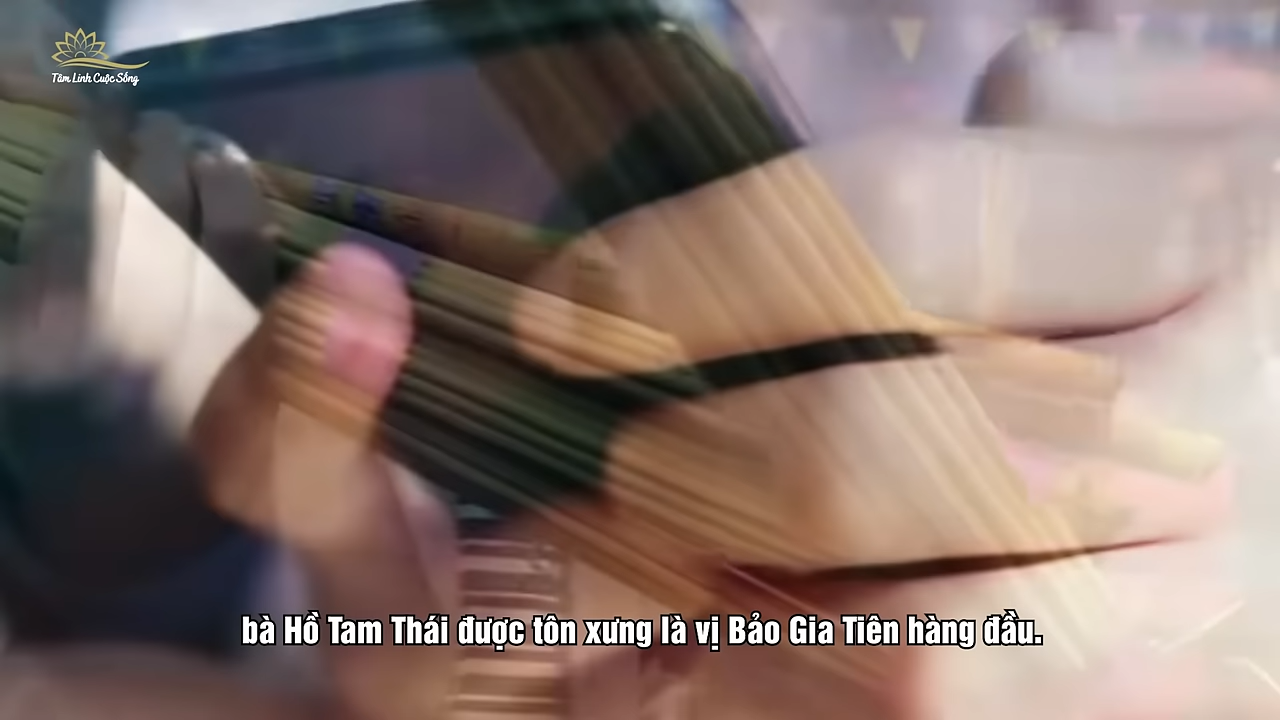 Tâm Linh Cuộc Sống
bà Hồ Tam Thái được tôn xưng là vị Bảo Gia Tiên hàng đầu.